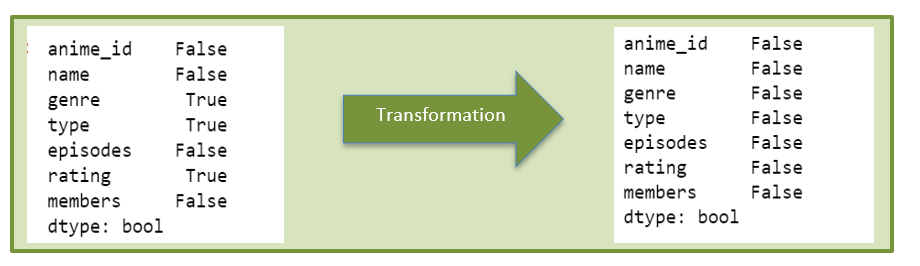 anime_id False
name False
genre True
type True
episodes False
rating True
members False
dtype: bool
Transformation
anime_id False
name False
genre False
type False
episodes False
rating False
members False
dtype: bool